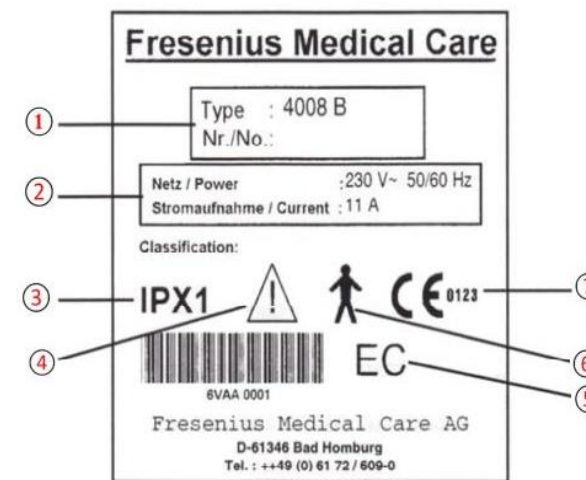 Fresenius Medical Care
① Type : 4008 B
Nr./No.:
② Netz / Power :230 V~ 50/60 Hz
Stromaufnahme / Current : 11 A
Classification:
③ IPX1
④ ! CE 0123
6VAA 0001
EC
⑥
⑤
Fresenius Medical Care AG
D-61346 Bad Homburg
Tel. : ++49 (0) 61 72 / 609-0